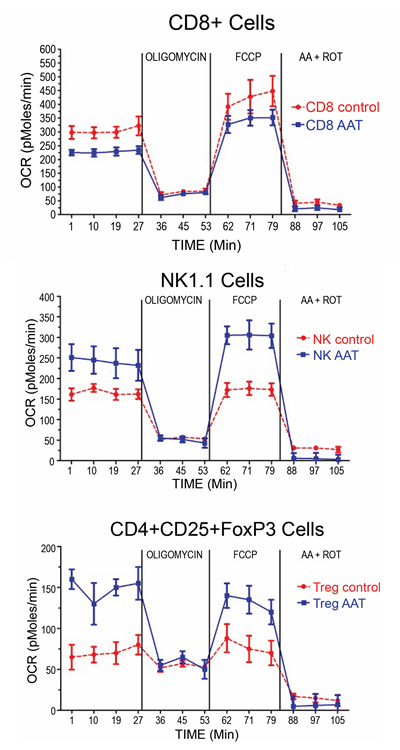 CD8+ Cells
OLIGOMYCIN FCCP AA + ROT
600
550
500
450
400
350
300
250
200
150
100
50
0
OCR (pMoles/min)
CD8 control
CD8 AAT
1 10 19 27 36 45 53 62 71 79 88 97 105
TIME (Min)
NK1.1 Cells
OLIGOMYCIN FCCP AA + ROT
400
350
300
250
200
150
100
50
0
OCR (pMoles/min)
NK control
NK AAT
1 10 19 27 36 45 53 62 71 79 88 97 105
TIME (Min)
CD4+CD25+FoxP3 Cells
OLIGOMYCIN FCCP AA + ROT
200
150
100
50
0
OCR (pMoles/min)
Treg control
Treg AAT
1 10 19 27 36 45 53 62 71 79 88 97 105
TIME (Min)